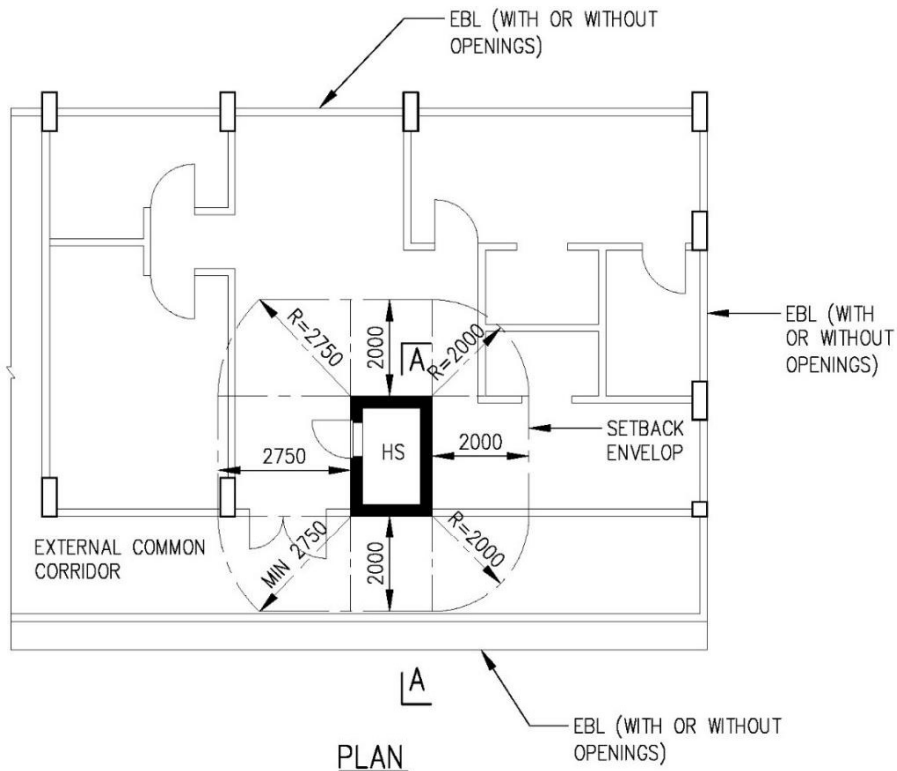 EBL (WITH OR WITHOUT
OPENINGS)
R=2750
2000
A
R=2000
EBL (WITH
OR WITHOUT
OPENINGS)
2750
HS
2000
SETBACK
ENVELOP
EXTERNAL COMMON
CORRIDOR
MIN 2750
2000
R=2000
A
EBL (WITH OR WITHOUT
OPENINGS)
PLAN